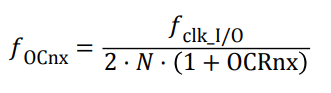 f_OCnx = f_clk_I/O / (2 · N · (1 + OCRnx))